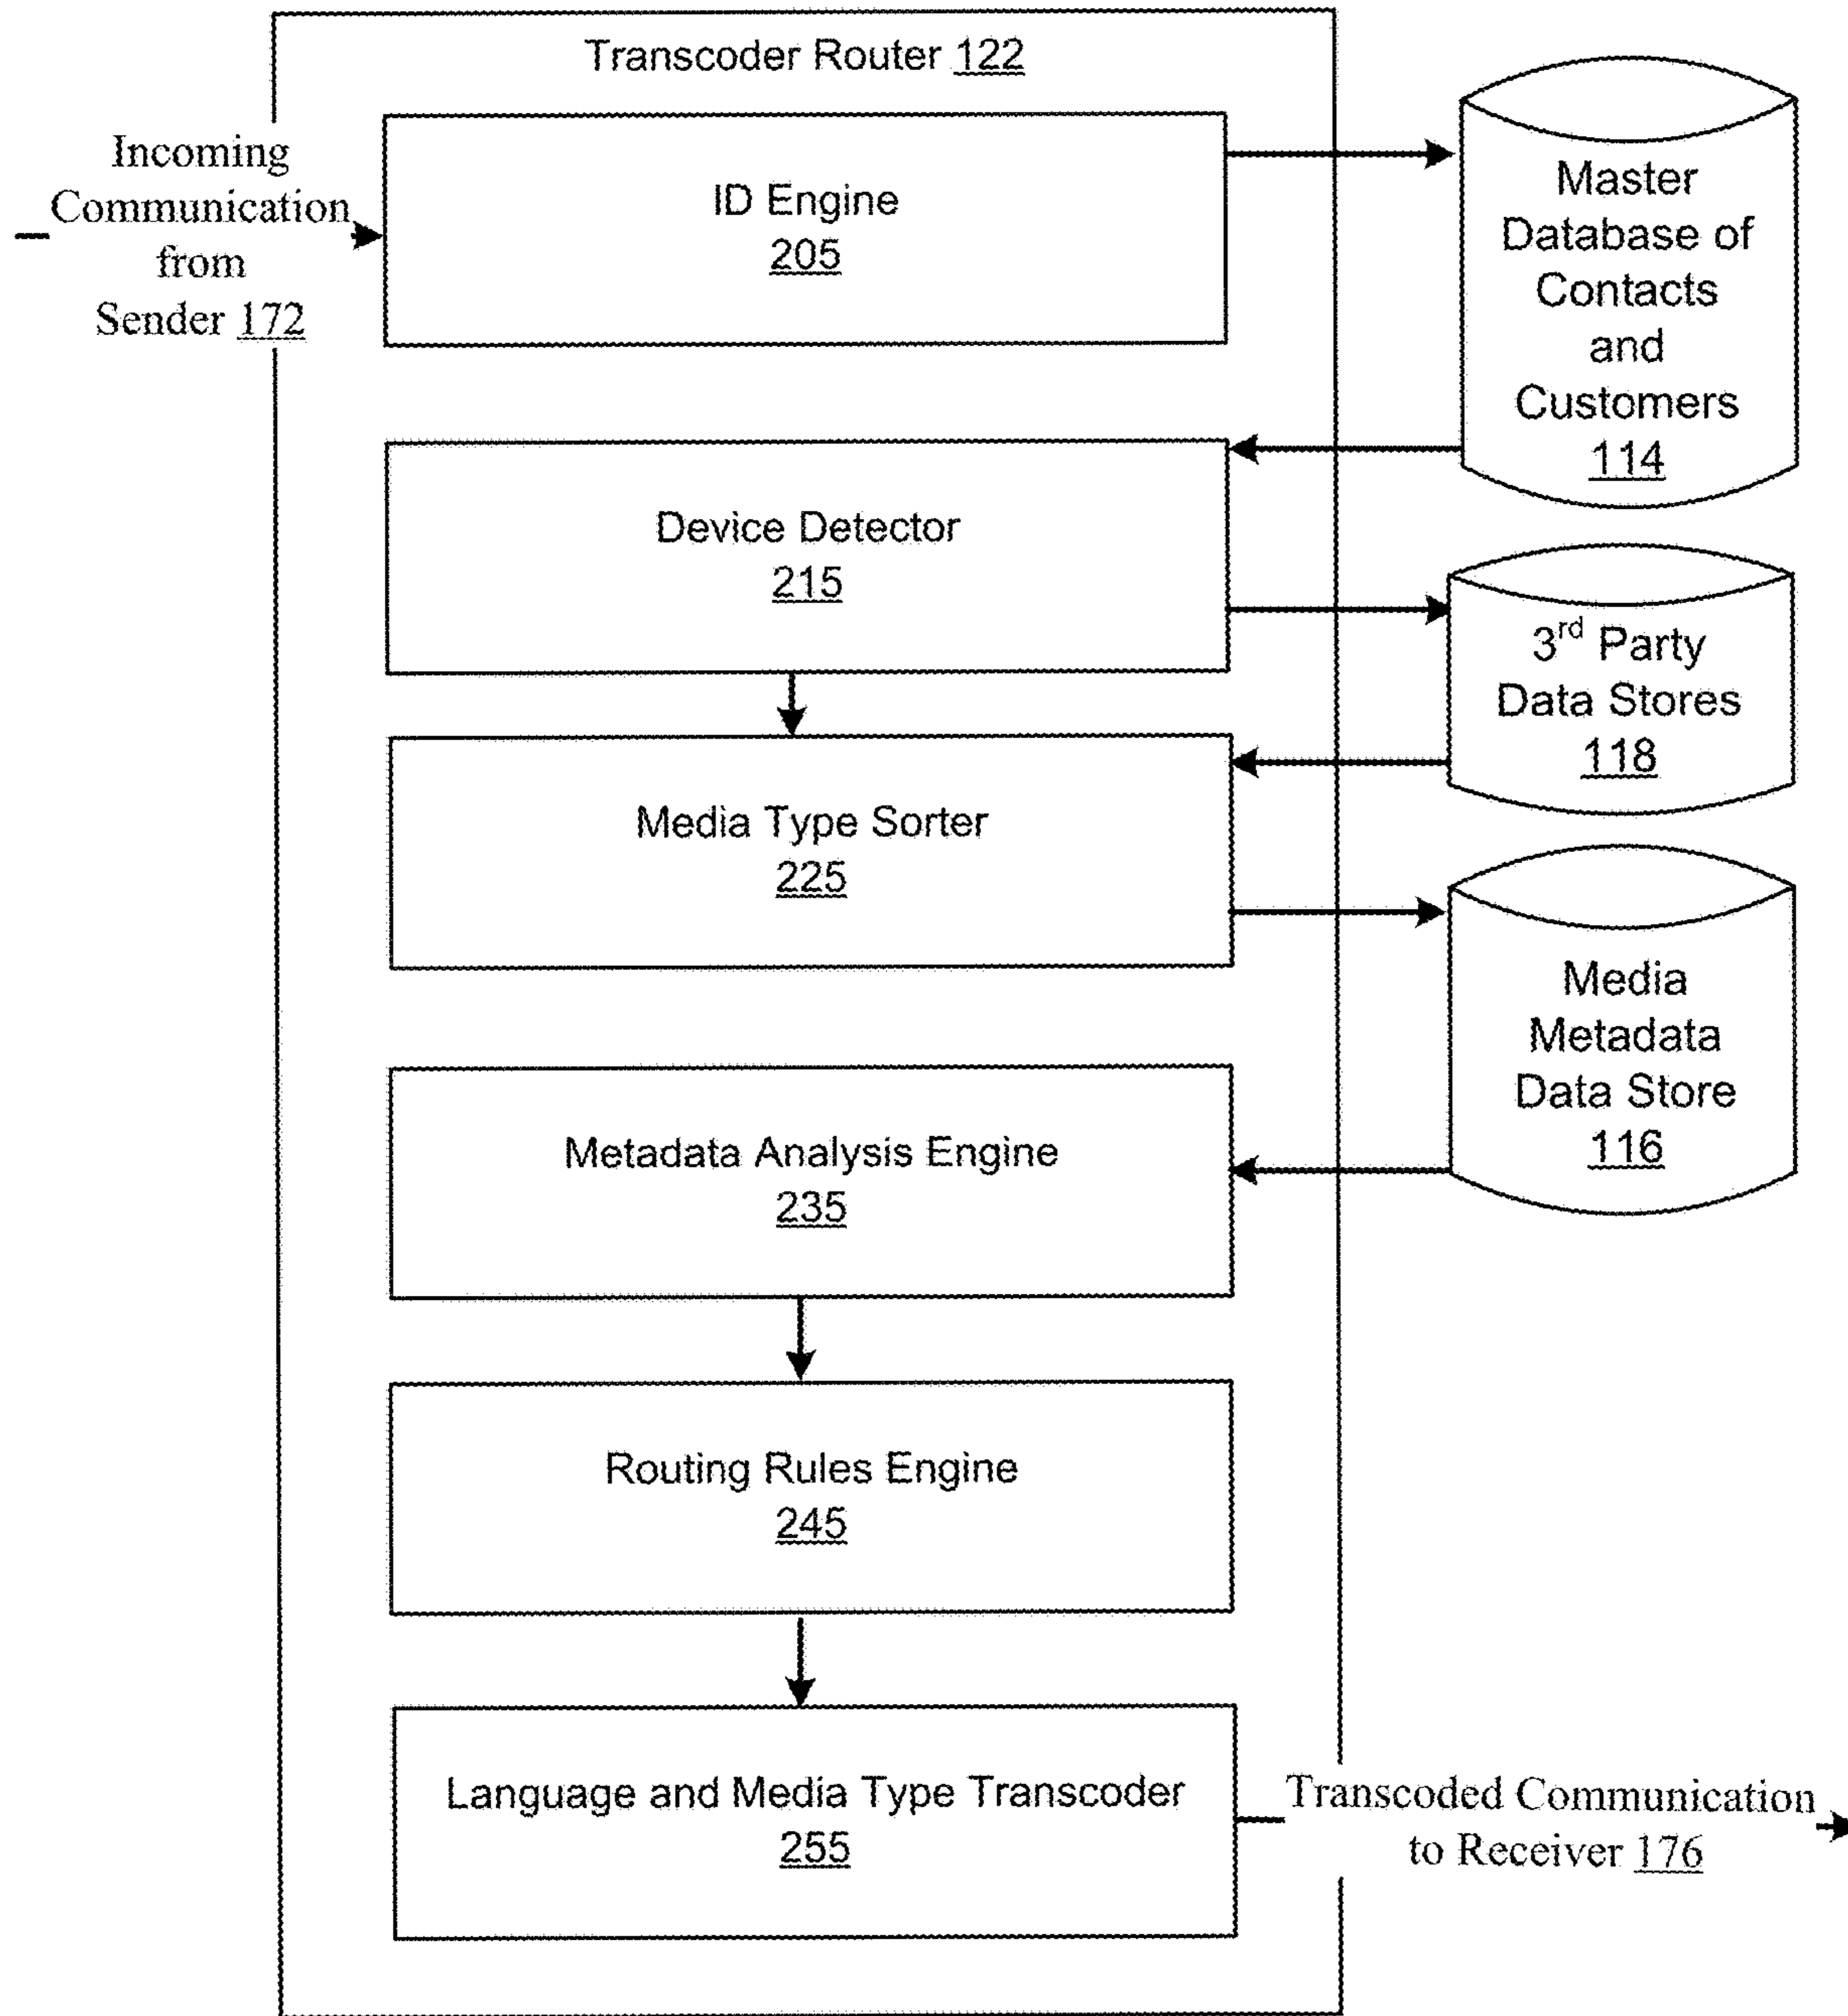 Transcoder Router 122
Incoming
Communication
from
Sender 172
ID Engine
205
Master
Database of
Contacts
and
Customers
114
Device Detector
215
3rd Party
Data Stores
118
Media Type Sorter
225
Media
Metadata
Data Store
116
Metadata Analysis Engine
235
Routing Rules Engine
245
Language and Media Type Transcoder
255
Transcoded Communication
to Receiver 176